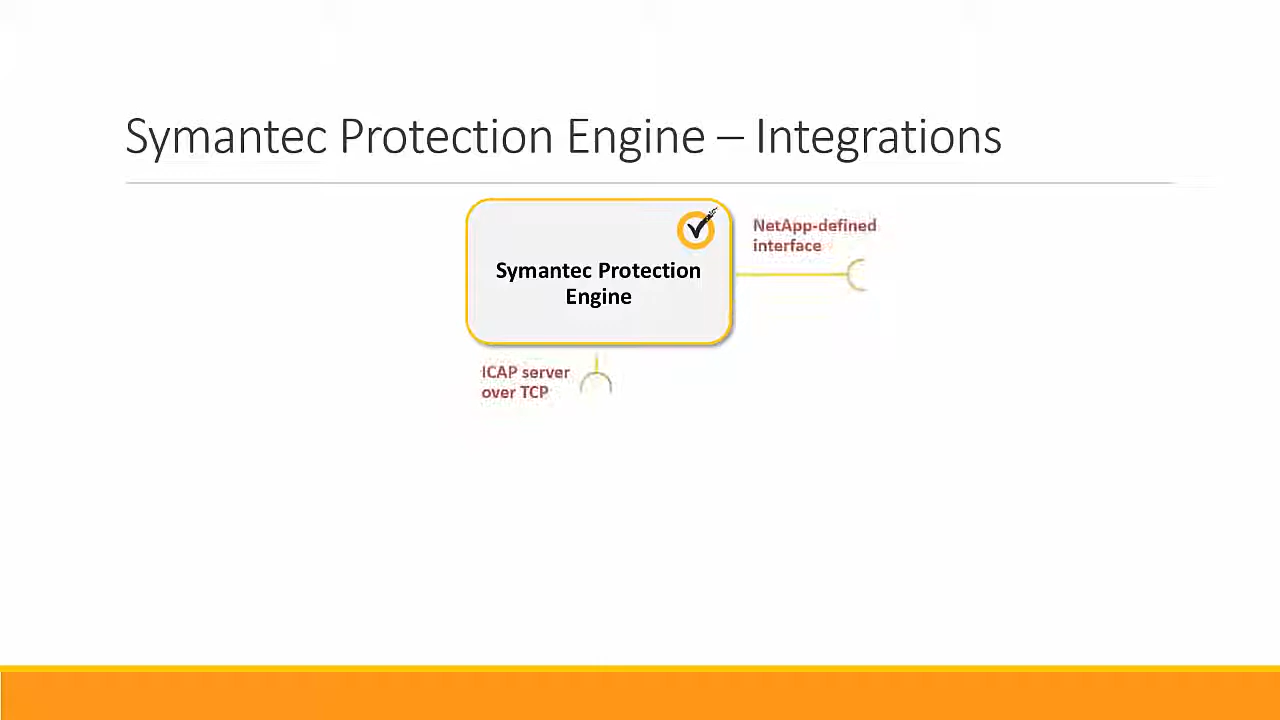 Symantec Protection Engine – Integrations
NetApp-defined
interface
Symantec Protection
Engine
ICAP server
over TCP